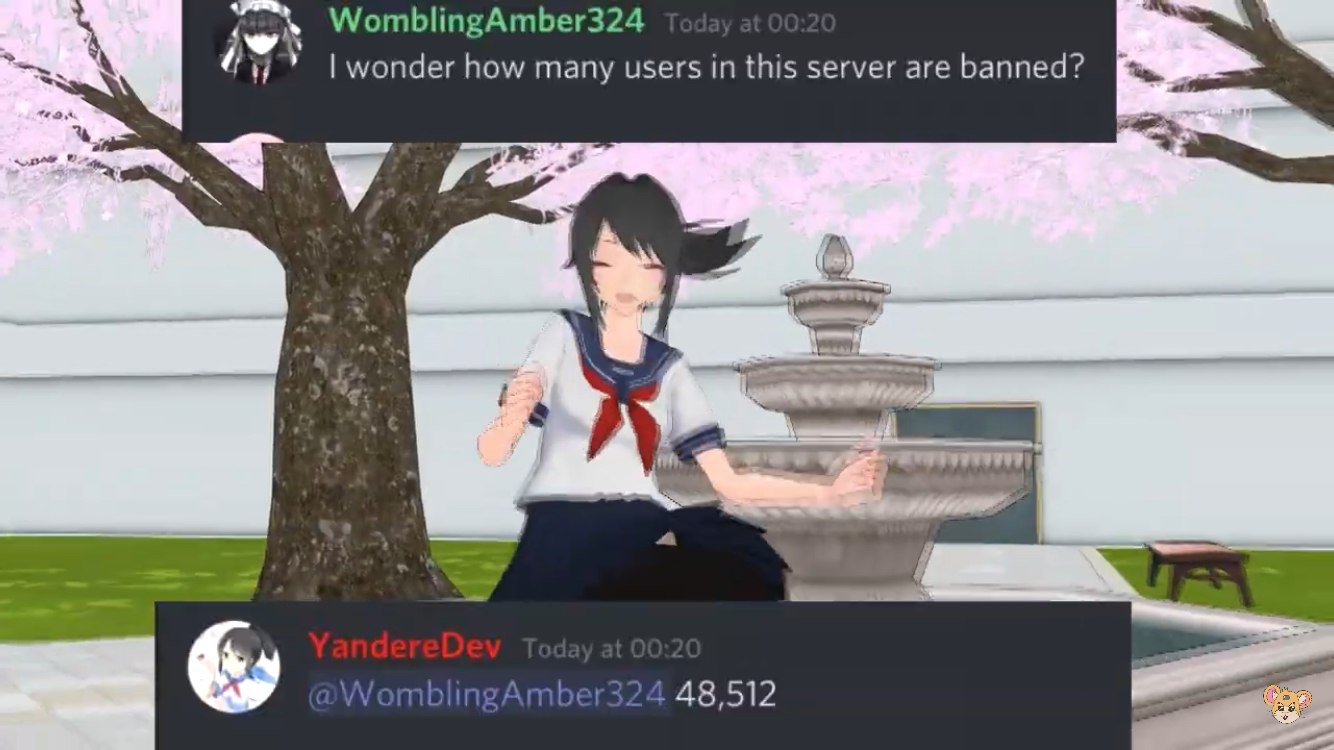 WomblingAmber324 Today at 00:20
I wonder how many users in this server are banned?
YandereDev Today at 00:20
@WomblingAmber324 48,512